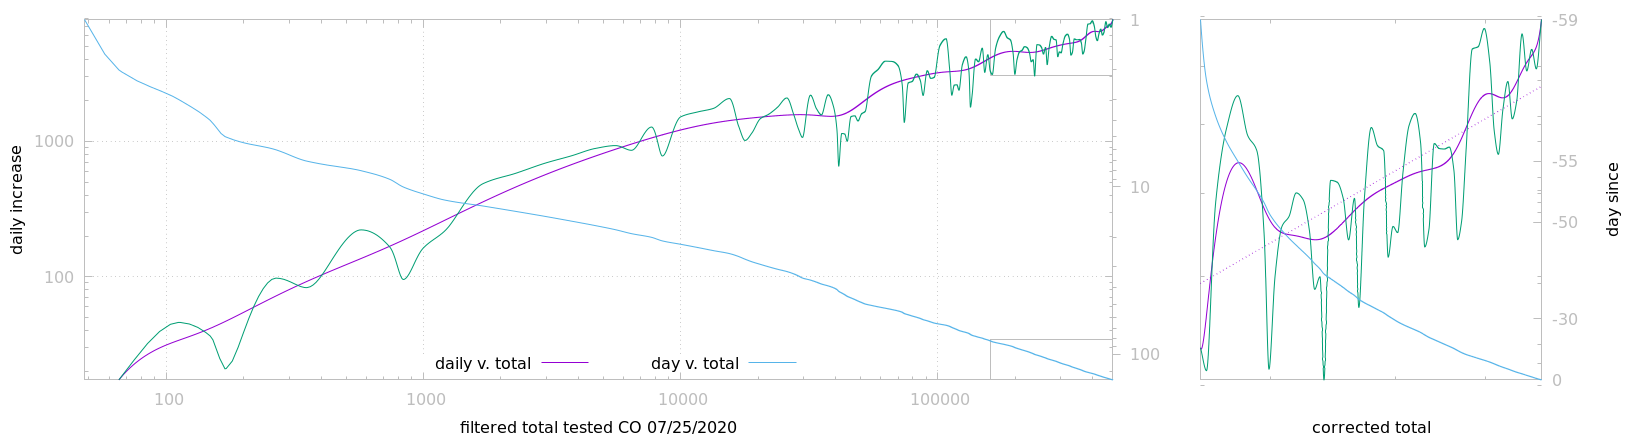 1
-59
1000
-55
10
-50
100
-30
daily v. total
day v. total
100
0
100
1000
10000
100000
filtered total tested CO 07/25/2020
corrected total
daily increase
day since